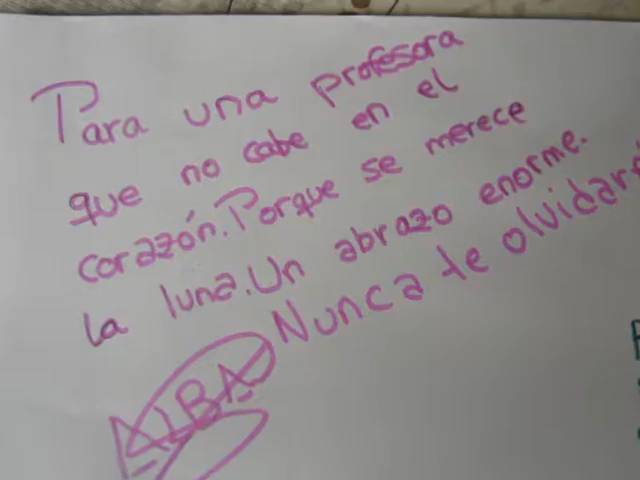 Para una profesora
que no cabe en el
corazón. Porque se merece
la luna. Un abrazo enorme.
Nunca te olvidaré
ALBA